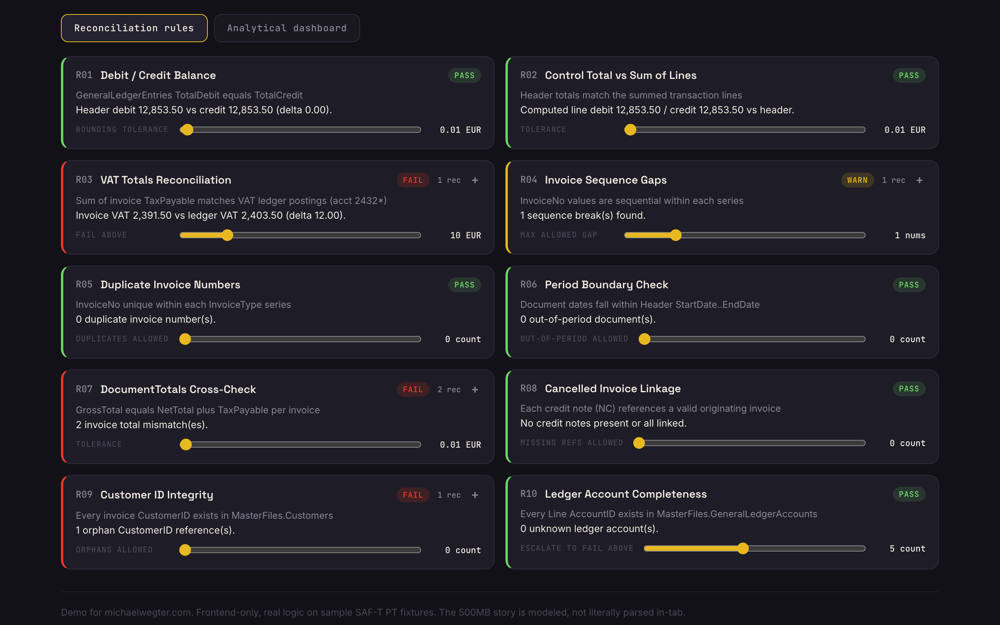 Reconciliation rules
Analytical dashboard
R01 Debit / Credit Balance PASS
GeneralLedgerEntries TotalDebit equals TotalCredit
Header debit 12,853.50 vs credit 12,853.50 (delta 0.00).
ROUNDING TOLERANCE 0.01 EUR
R02 Control Total vs Sum of Lines PASS
Header totals match the summed transaction lines
Computed line debit 12,853.50 / credit 12,853.50 vs header.
TOLERANCE 0.01 EUR
R03 VAT Totals Reconciliation FAIL 1 rec +
Sum of invoice TaxPayable matches VAT ledger postings (acct 2432*)
Invoice VAT 2,391.50 vs ledger VAT 2,403.50 (delta 12.00).
FAIL ABOVE 10 EUR
R04 Invoice Sequence Gaps WARN 1 rec +
InvoiceNo values are sequential within each series
1 sequence break(s) found.
MAX ALLOWED GAP 1 nums
R05 Duplicate Invoice Numbers PASS
InvoiceNo unique within each InvoiceType series
0 duplicate invoice number(s).
DUPLICATES ALLOWED 0 count
R06 Period Boundary Check PASS
Document dates fall within Header StartDate..EndDate
0 out-of-period document(s).
OUT-OF-PERIOD ALLOWED 0 count
R07 DocumentTotals Cross-Check FAIL 2 rec +
GrossTotal equals NetTotal plus TaxPayable per invoice
2 invoice total mismatch(es).
TOLERANCE 0.01 EUR
R08 Cancelled Invoice Linkage PASS
Each credit note (NC) references a valid originating invoice
No credit notes present or all linked.
MISSING REFS ALLOWED 0 count
R09 Customer ID Integrity FAIL 1 rec +
Every invoice CustomerID exists in MasterFiles.Customers
1 orphan CustomerID reference(s).
ORPHANS ALLOWED 0 count
R10 Ledger Account Completeness PASS
Every Line AccountID exists in MasterFiles.GeneralLedgerAccounts
0 unknown ledger account(s).
ESCALATE TO FAIL ABOVE 5 count
Demo for michaelwegter.com. Frontend-only, real logic on sample SAF-T PT fixtures. The 500MB story is modeled, not literally parsed in-tab.